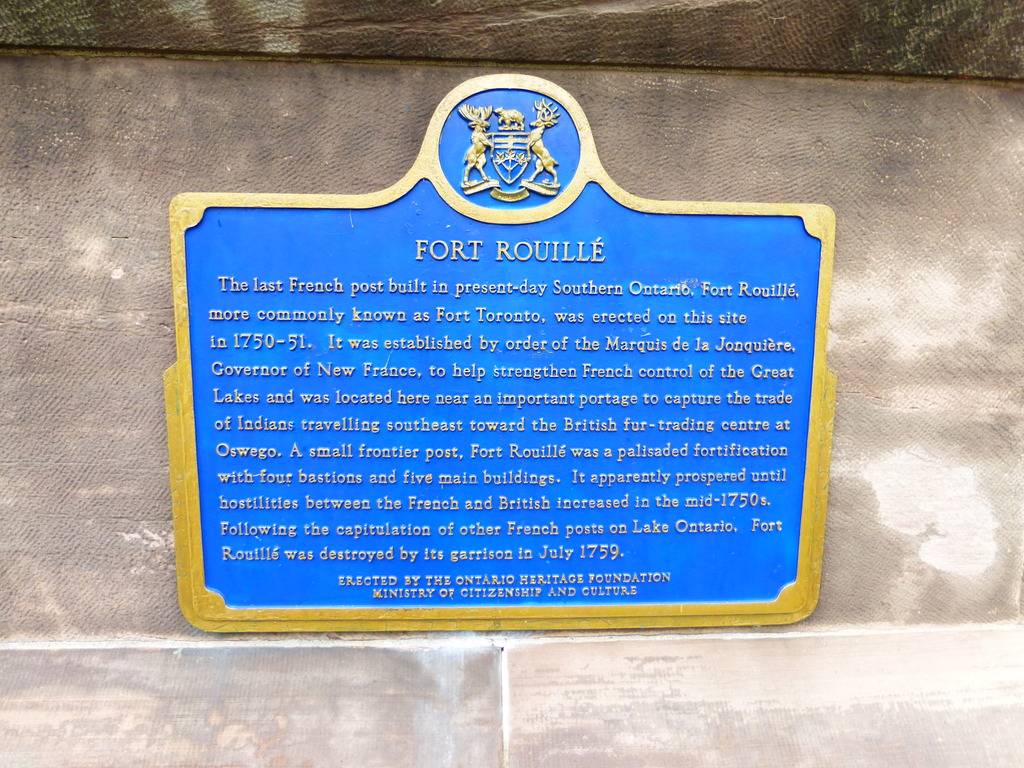 FORT ROUILLÉ
The last French post built in present-day Southern Ontario, Fort Rouillé,
more commonly known as Fort Toronto, was erected on this site
in 1750-51. It was established by order of the Marquis de la Jonquière,
Governor of New France, to help strengthen French control of the Great
Lakes and was located here near an important portage to capture the trade
of Indians travelling southeast toward the British fur-trading centre at
Oswego. A small frontier post, Fort Rouillé was a palisaded fortification
with four bastions and five main buildings. It apparently prospered until
hostilities between the French and British increased in the mid-1750s.
Following the capitulation of other French posts on Lake Ontario, Fort
Rouillé was destroyed by its garrison in July 1759.
ERECTED BY THE ONTARIO HERITAGE FOUNDATION
MINISTRY OF CITIZENSHIP AND CULTURE